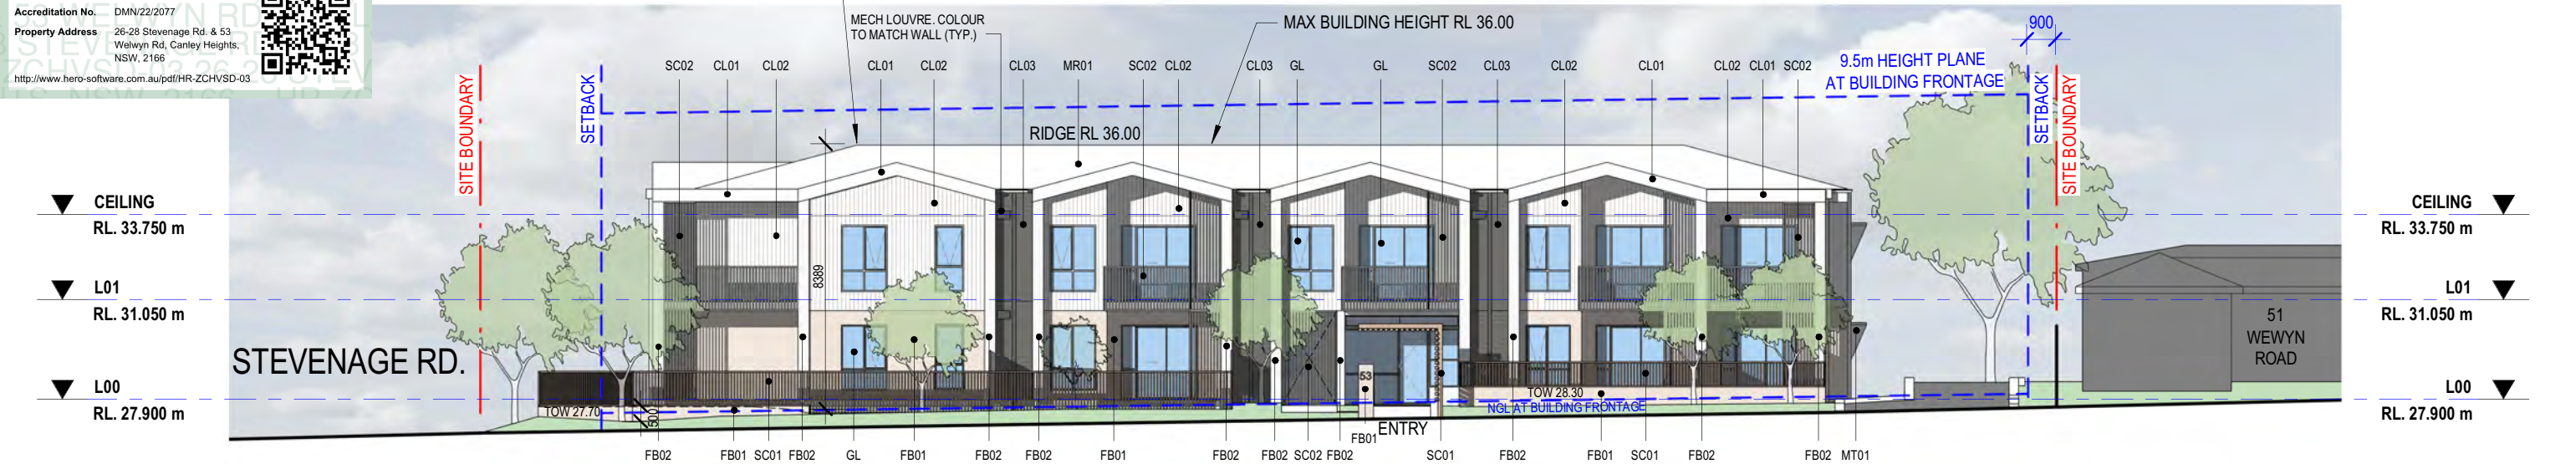 Accreditation No. DMN/22/2077
Property Address 26-28 Stevenage Rd. & 53
Welwyn Rd, Canley Heights,
NSW, 2166
http://www.hero-software.com.au/pdf/HR-ZCHVSD-03
MECH LOUVRE. COLOUR
TO MATCH WALL (TYP.)
MAX BUILDING HEIGHT RL 36.00
900
9.5m HEIGHT PLANE
AT BUILDING FRONTAGE
SC02 CL01 CL02 CL01 CL02 CL03 MR01 SC02 CL02 CL03 GL GL SC02 CL03 CL02 CL01 CL02 CL01 SC02
SITE BOUNDARY
SETBACK
SETBACK
SITE BOUNDARY
RIDGE RL 36.00
CEILING
RL. 33.750 m
CEILING
RL. 33.750 m
8389
L01
RL. 31.050 m
L01
RL. 31.050 m
51
WEWYN
ROAD
STEVENAGE RD.
53
L00
RL. 27.900 m
L00
RL. 27.900 m
TOW 27.70
500
TOW 28.30
NGL AT BUILDING FRONTAGE
ENTRY
FB01
FB02 FB01 SC01 FB02 GL FB01 FB02 FB02 FB01 FB02 FB02 SC02 FB02 SC01 FB02 FB01 SC01 FB02 FB02 MT01